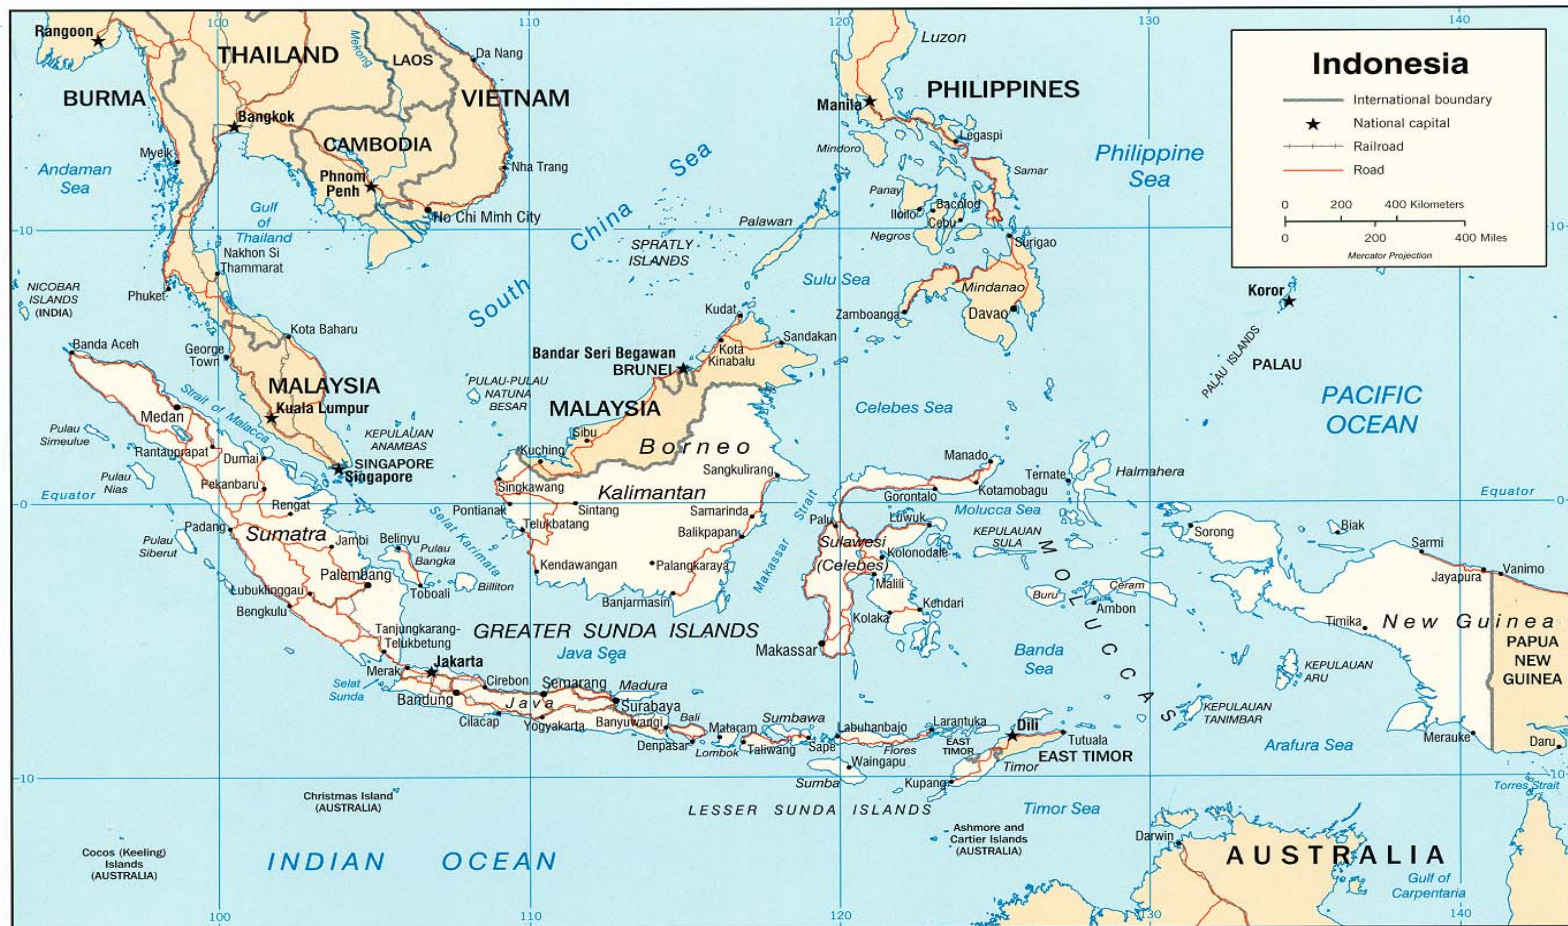 100
110
120
130
140
Rangoon
THAILAND
LAOS
Mekong
Da Nang
Luzon
BURMA
VIETNAM
PHILIPPINES
Bangkok
Manila
Legaspi
CAMBODIA
Myeik
Andaman
Sea
Phnom
Penh
Nha Trang
Mindoro
Samar
Philippine
Sea
Gulf
of
Thailand
Ho Chi Minh City
South China Sea
Palawan
Panay
Iloilo
Bacolod
Cebu
Negros
Surigao
10
10
Nakhon Si
Thammarat
SPRATLY
ISLANDS
Sulu Sea
Mindanao
NICOBAR
ISLANDS
(INDIA)
Phuket
Kudat
Zamboanga
Davao
Koror
Banda Aceh
George
Town
Kota Baharu
Bandar Seri Begawan
BRUNEI
Kota
Kinabalu
Sandakan
PALAU ISLANDS
PALAU
MALAYSIA
Kuala Lumpur
Strait of Malacca
PULAU-PULAU
NATUNA
BESAR
MALAYSIA
Celebes Sea
PACIFIC
OCEAN
Medan
Pulau
Simeulue
KEPULAUAN
ANAMBAS
Sibu
Borneo
Kuching
Rantauprapat
Dumai
SINGAPORE
Singapore
Manado
Ternate
Halmahera
Pulau
Nias
Pekanbaru
Singkawang
Sangkulirang
Kalimantan
Gorontalo
Kotamobagu
Equator
0
0
Equator
Rengat
Pontianak
Sintang
Samarinda
Makassar Strait
Molucca Sea
Padang
Sumatra
Selat Karimata
Telukbatang
Balikpapan
Palu
Luwuk
KEPULAUAN
SULA
Sorong
Biak
Pulau
Siberut
Jambi
Belinyu
Pulau
Bangka
Sulawesi
(Celebes)
Kolonodale
MOLUCCAS
Sarmi
Palembang
Billiton
Kendawangan
Palangkaraya
Malili
Jayapura
Vanimo
Lubuklinggau
Toboali
Banjarmasin
Kendari
Buru
Ceram
Ambon
Bengkulu
Kolaka
Timika
New Guinea
Tanjungkarang-
Telukbetung
GREATER SUNDA ISLANDS
Java Sea
Makassar
Banda
Sea
PAPUA
NEW
GUINEA
KEPULAUAN
ARU
Merak
Jakarta
Selat
Sunda
Cirebon
Semarang
Madura
Bandung
Java
Surabaya
KEPULAUAN
TANIMBAR
Cilacap
Yogyakarta
Banyuwangi
Bali
Mataram
Sumbawa
Labuhanbajo
Larantuka
Dili
Denpasar
Lombok
Taliwang
Sape
Flores
EAST
TIMOR
Tutuala
EAST TIMOR
Arafura Sea
Merauke
Daru
Waingapu
Timor
Sumba
Kupang
10
10
Torres Strait
Christmas Island
(AUSTRALIA)
LESSER SUNDA ISLANDS
Timor Sea
Cocos (Keeling)
Islands
(AUSTRALIA)
INDIAN OCEAN
Ashmore and
Cartier Islands
(AUSTRALIA)
Darwin
AUSTRALIA
Gulf of
Carpentaria
100
110
120
130
140
Indonesia
International boundary
National capital
Railroad
Road
0 200 400 Kilometers
0 200 400 Miles
Mercator Projection